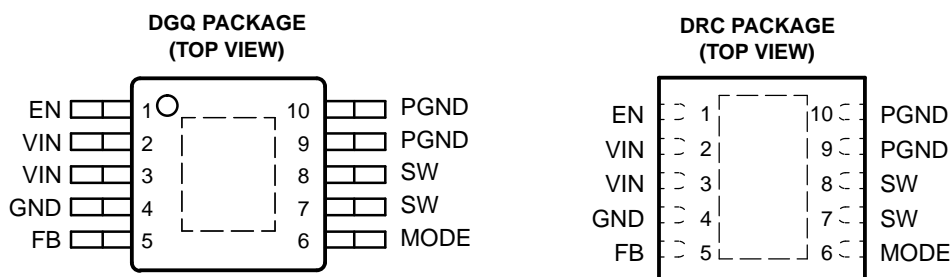 DGQ PACKAGE
(TOP VIEW)
EN 1 10 PGND
VIN 2 9 PGND
VIN 3 8 SW
GND 4 7 SW
FB 5 6 MODE
DRC PACKAGE
(TOP VIEW)
EN 1 10 PGND
VIN 2 9 PGND
VIN 3 8 SW
GND 4 7 SW
FB 5 6 MODE